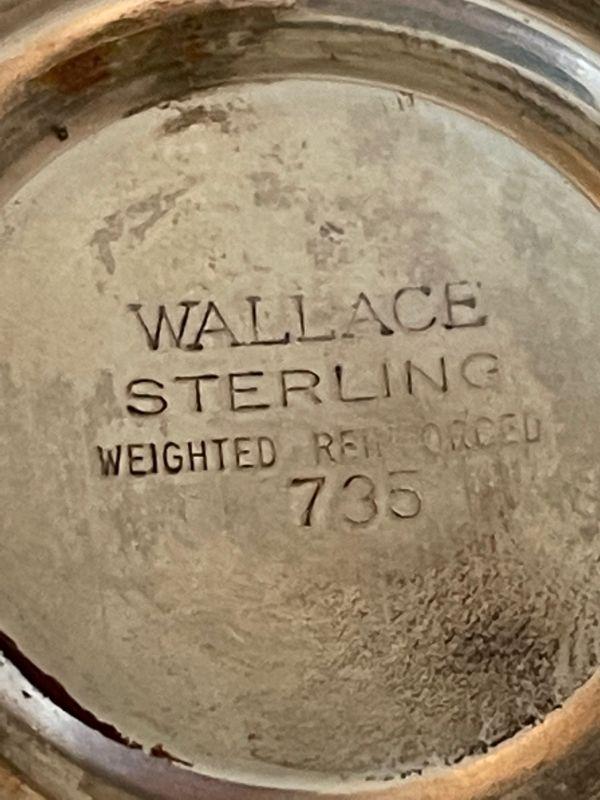 WALLACE
STERLING
WEIGHTED REINFORCED
735